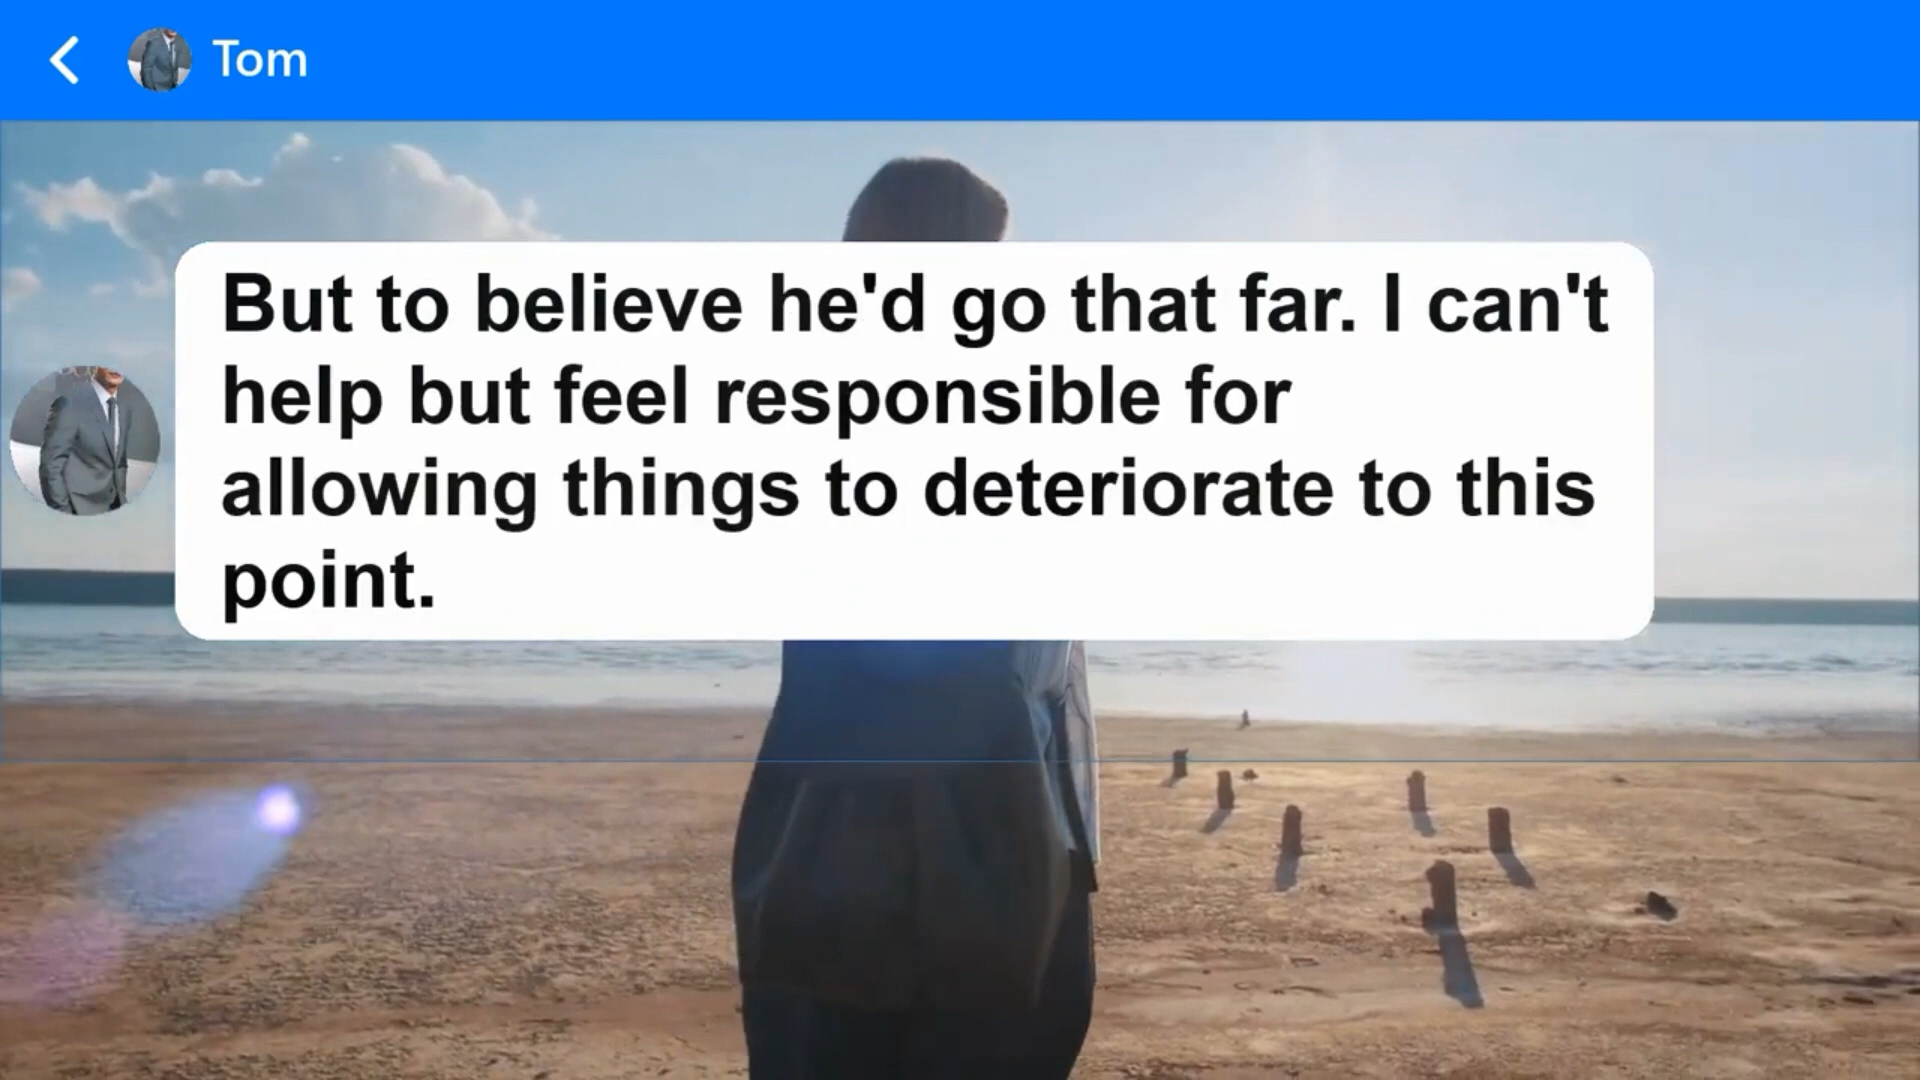 Tom
But to believe he'd go that far. I can't
help but feel responsible for
allowing things to deteriorate to this
point.